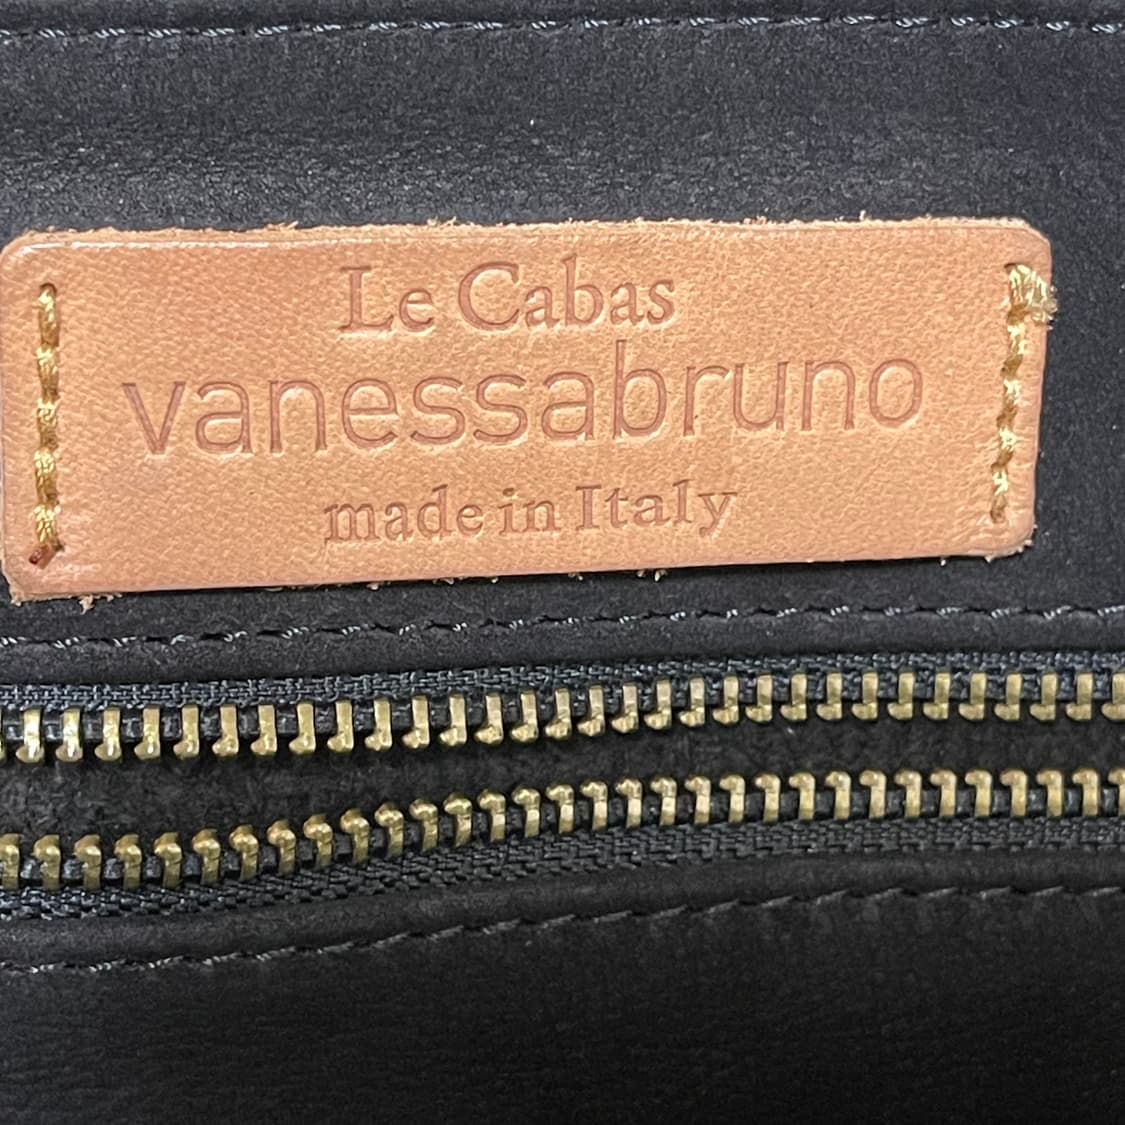 Le Cabas
vanessabruno
made in Italy